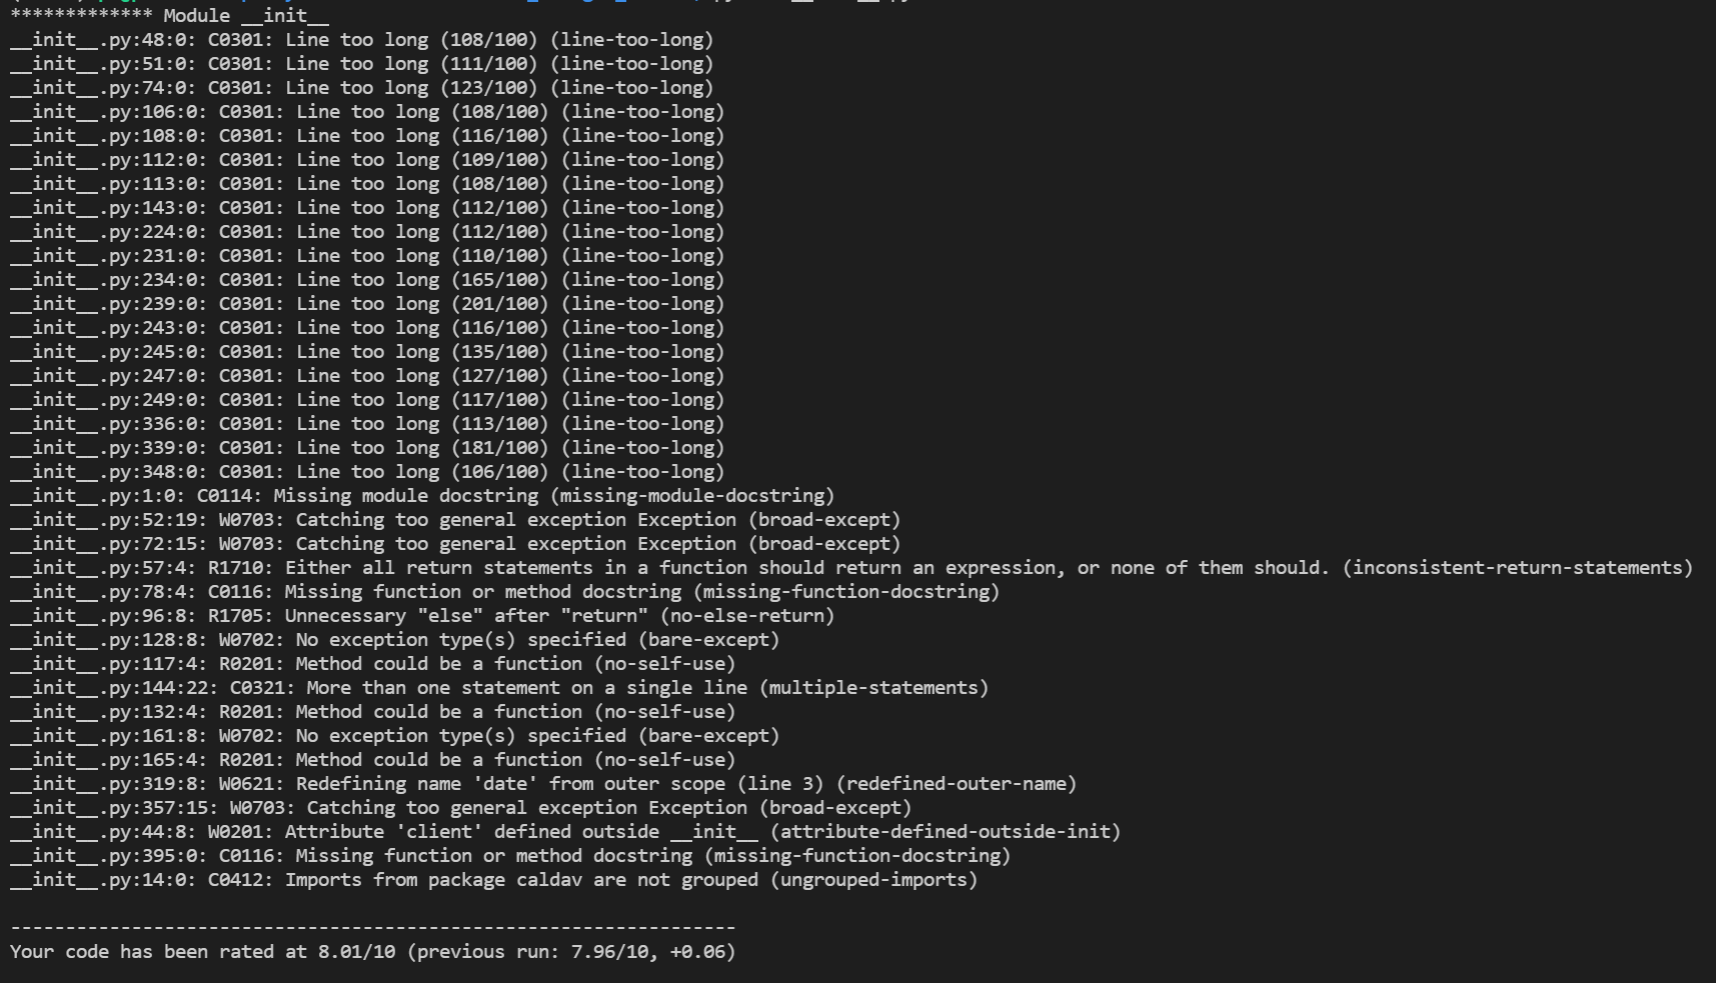 ************* Module __init__
__init__.py:48:0: C0301: Line too long (108/100) (line-too-long)
__init__.py:51:0: C0301: Line too long (111/100) (line-too-long)
__init__.py:74:0: C0301: Line too long (123/100) (line-too-long)
__init__.py:106:0: C0301: Line too long (108/100) (line-too-long)
__init__.py:108:0: C0301: Line too long (116/100) (line-too-long)
__init__.py:112:0: C0301: Line too long (109/100) (line-too-long)
__init__.py:113:0: C0301: Line too long (108/100) (line-too-long)
__init__.py:143:0: C0301: Line too long (112/100) (line-too-long)
__init__.py:224:0: C0301: Line too long (112/100) (line-too-long)
__init__.py:231:0: C0301: Line too long (110/100) (line-too-long)
__init__.py:234:0: C0301: Line too long (165/100) (line-too-long)
__init__.py:239:0: C0301: Line too long (201/100) (line-too-long)
__init__.py:243:0: C0301: Line too long (116/100) (line-too-long)
__init__.py:245:0: C0301: Line too long (135/100) (line-too-long)
__init__.py:247:0: C0301: Line too long (127/100) (line-too-long)
__init__.py:249:0: C0301: Line too long (117/100) (line-too-long)
__init__.py:336:0: C0301: Line too long (113/100) (line-too-long)
__init__.py:339:0: C0301: Line too long (181/100) (line-too-long)
__init__.py:348:0: C0301: Line too long (106/100) (line-too-long)
__init__.py:1:0: C0114: Missing module docstring (missing-module-docstring)
__init__.py:52:19: W0703: Catching too general exception Exception (broad-except)
__init__.py:72:15: W0703: Catching too general exception Exception (broad-except)
__init__.py:57:4: R1710: Either all return statements in a function should return an expression, or none of them should. (inconsistent-return-statements)
__init__.py:78:4: C0116: Missing function or method docstring (missing-function-docstring)
__init__.py:96:8: R1705: Unnecessary "else" after "return" (no-else-return)
__init__.py:128:8: W0702: No exception type(s) specified (bare-except)
__init__.py:117:4: R0201: Method could be a function (no-self-use)
__init__.py:144:22: C0321: More than one statement on a single line (multiple-statements)
__init__.py:132:4: R0201: Method could be a function (no-self-use)
__init__.py:161:8: W0702: No exception type(s) specified (bare-except)
__init__.py:165:4: R0201: Method could be a function (no-self-use)
__init__.py:319:8: W0621: Redefining name 'date' from outer scope (line 3) (redefined-outer-name)
__init__.py:357:15: W0703: Catching too general exception Exception (broad-except)
__init__.py:44:8: W0201: Attribute 'client' defined outside __init__ (attribute-defined-outside-init)
__init__.py:395:0: C0116: Missing function or method docstring (missing-function-docstring)
__init__.py:14:0: C0412: Imports from package caldav are not grouped (ungrouped-imports)
------------------------------------------------------------------
Your code has been rated at 8.01/10 (previous run: 7.96/10, +0.06)